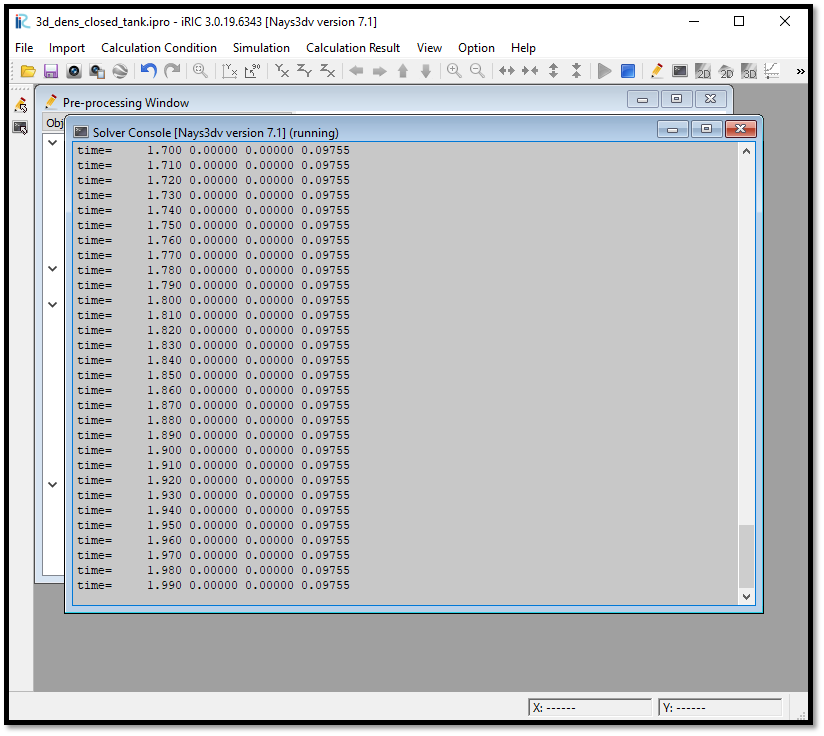 3d_dens_closed_tank.ipro - iRIC 3.0.19.6343 [Nays3dv version 7.1]
File Import Calculation Condition Simulation Calculation Result View Option Help
Pre-processing Window
Obj
Solver Console [Nays3dv version 7.1] (running)
time= 1.700 0.00000 0.00000 0.09755
time= 1.710 0.00000 0.00000 0.09755
time= 1.720 0.00000 0.00000 0.09755
time= 1.730 0.00000 0.00000 0.09755
time= 1.740 0.00000 0.00000 0.09755
time= 1.750 0.00000 0.00000 0.09755
time= 1.760 0.00000 0.00000 0.09755
time= 1.770 0.00000 0.00000 0.09755
time= 1.780 0.00000 0.00000 0.09755
time= 1.790 0.00000 0.00000 0.09755
time= 1.800 0.00000 0.00000 0.09755
time= 1.810 0.00000 0.00000 0.09755
time= 1.820 0.00000 0.00000 0.09755
time= 1.830 0.00000 0.00000 0.09755
time= 1.840 0.00000 0.00000 0.09755
time= 1.850 0.00000 0.00000 0.09755
time= 1.860 0.00000 0.00000 0.09755
time= 1.870 0.00000 0.00000 0.09755
time= 1.880 0.00000 0.00000 0.09755
time= 1.890 0.00000 0.00000 0.09755
time= 1.900 0.00000 0.00000 0.09755
time= 1.910 0.00000 0.00000 0.09755
time= 1.920 0.00000 0.00000 0.09755
time= 1.930 0.00000 0.00000 0.09755
time= 1.940 0.00000 0.00000 0.09755
time= 1.950 0.00000 0.00000 0.09755
time= 1.960 0.00000 0.00000 0.09755
time= 1.970 0.00000 0.00000 0.09755
time= 1.980 0.00000 0.00000 0.09755
time= 1.990 0.00000 0.00000 0.09755
X: ------ Y: ------